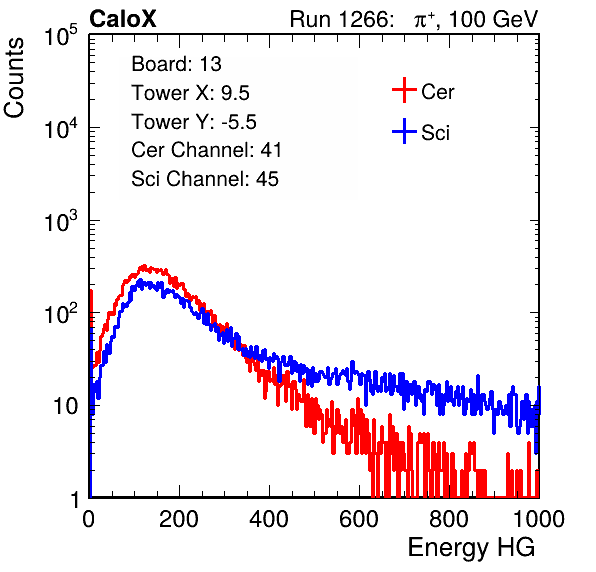 CaloX Run 1266: π⁺, 100 GeV
Counts
10⁵
10⁴
10³
10²
10
1
Board: 13
Tower X: 9.5
Tower Y: -5.5
Cer Channel: 41
Sci Channel: 45
Cer
Sci
0 200 400 600 800 1000
Energy HG